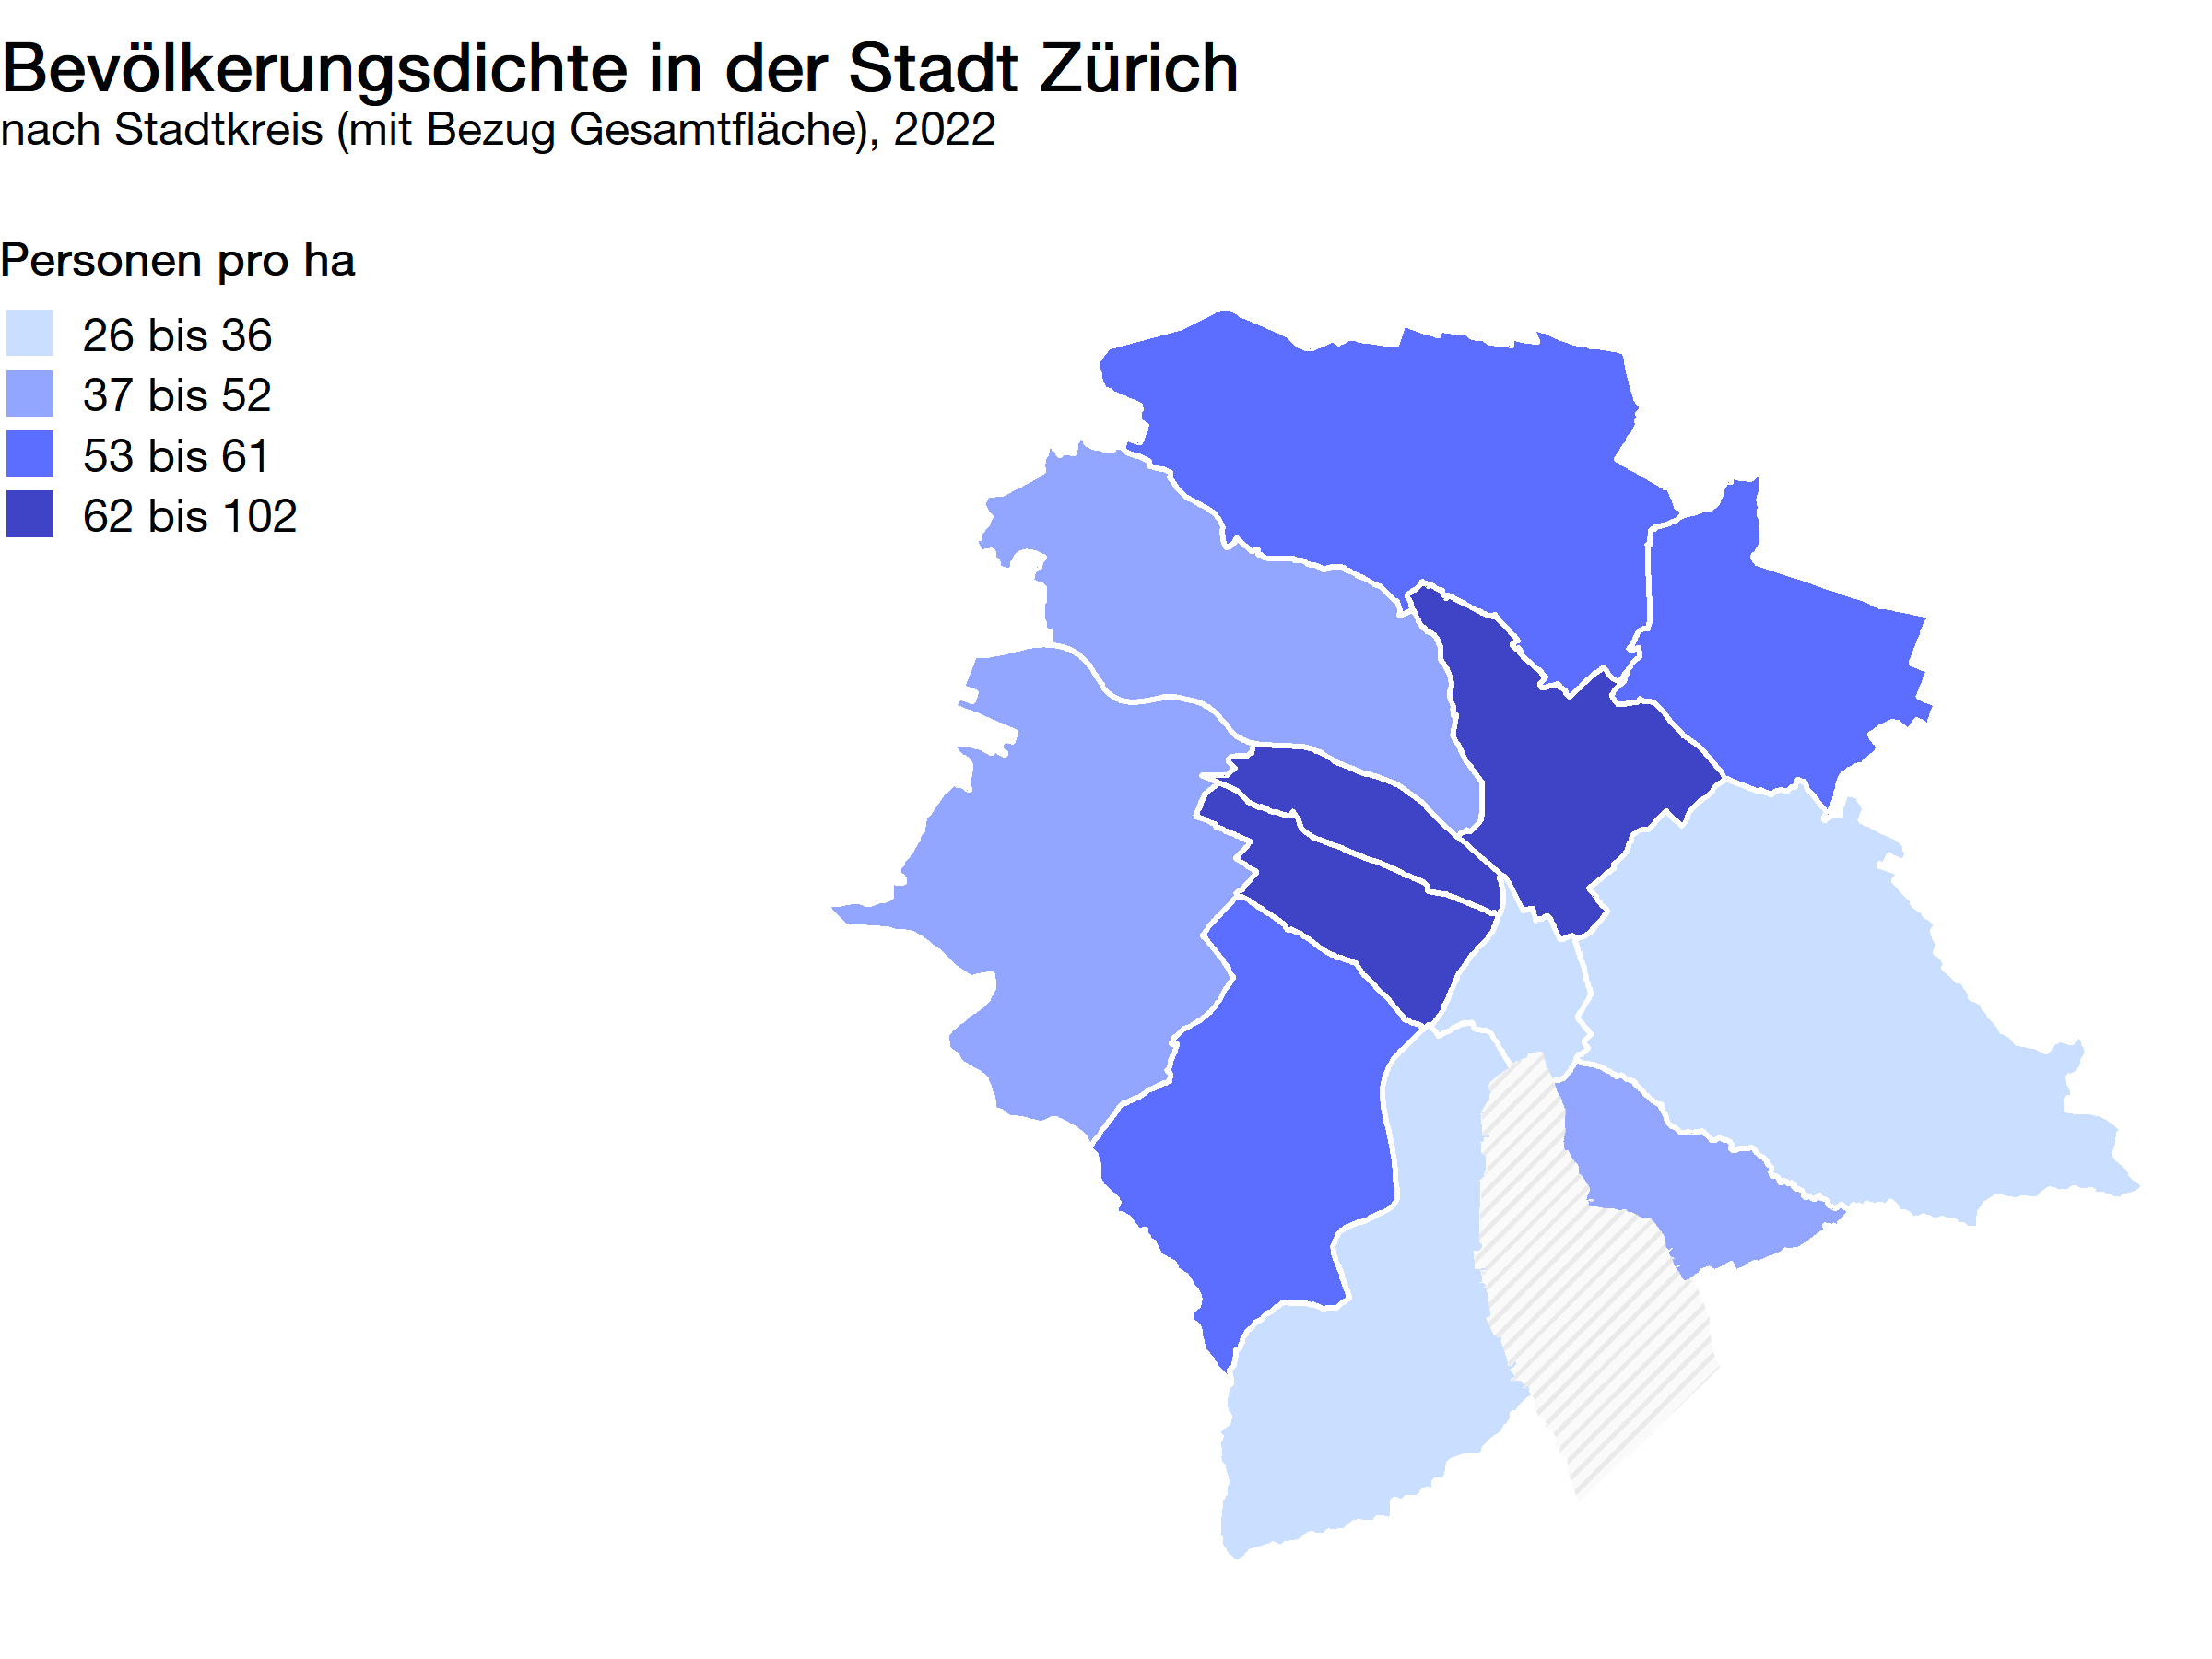 Bevölkerungsdichte in der Stadt Zürich
nach Stadtkreis (mit Bezug Gesamtfläche), 2022
Personen pro ha
26 bis 36
37 bis 52
53 bis 61
62 bis 102